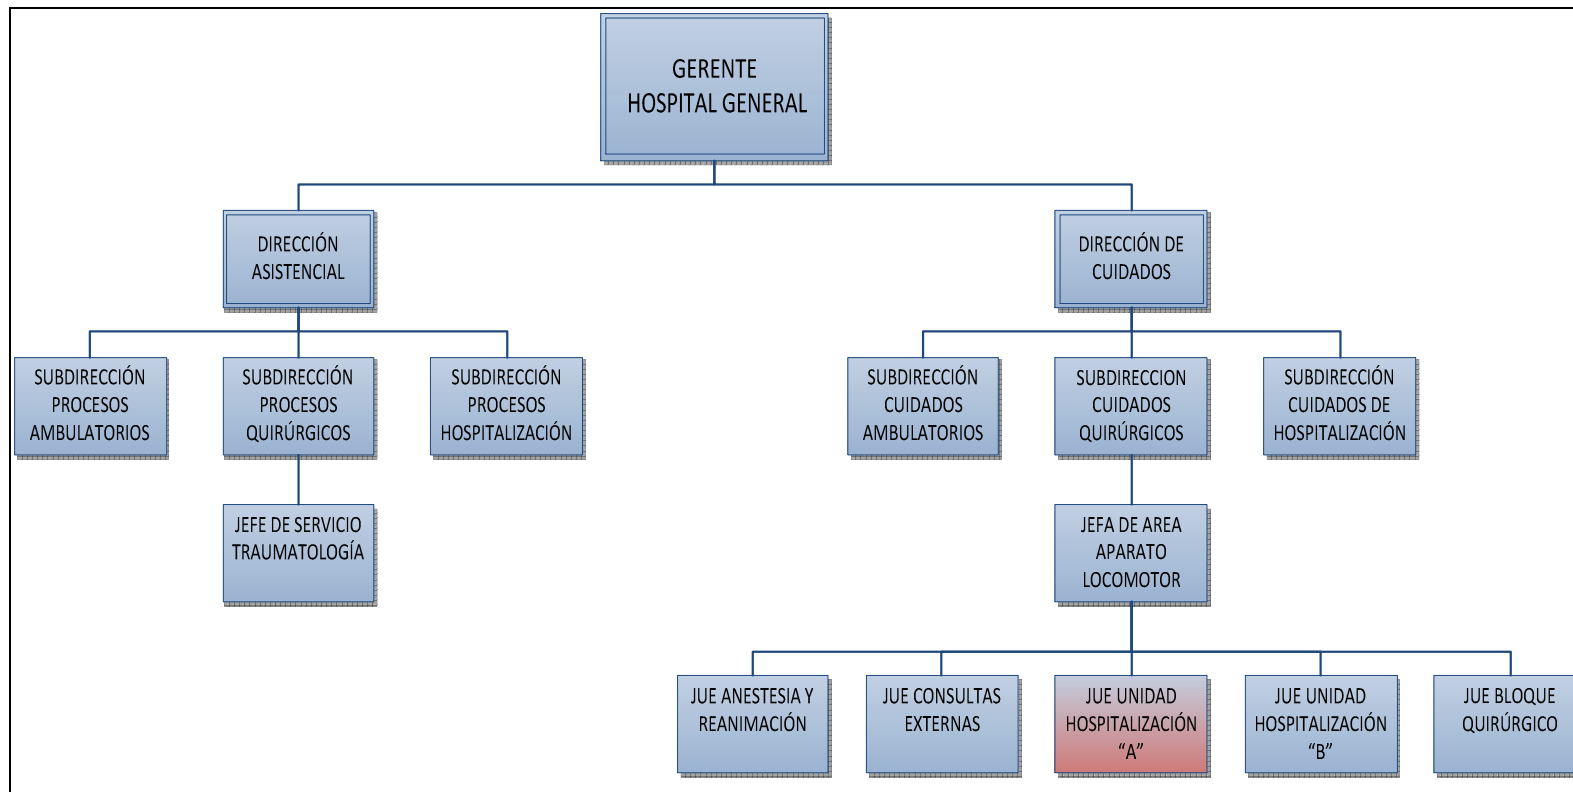 GERENTE
HOSPITAL GENERAL
DIRECCIÓN
ASISTENCIAL
DIRECCIÓN DE
CUIDADOS
SUBDIRECCIÓN
PROCESOS
AMBULATORIOS
SUBDIRECCIÓN
PROCESOS
QUIRÚRGICOS
SUBDIRECCIÓN
PROCESOS
HOSPITALIZACIÓN
SUBDIRECCIÓN
CUIDADOS
AMBULATORIOS
SUBDIRECCION
CUIDADOS
QUIRÚRGICOS
SUBDIRECCIÓN
CUIDADOS DE
HOSPITALIZACIÓN
JEFE DE SERVICIO
TRAUMATOLOGÍA
JEFA DE AREA
APARATO
LOCOMOTOR
JUE ANESTESIA Y
REANIMACIÓN
JUE CONSULTAS
EXTERNAS
JUE UNIDAD
HOSPITALIZACIÓN
“A”
JUE UNIDAD
HOSPITALIZACIÓN
“B”
JUE BLOQUE
QUIRÚRGICO